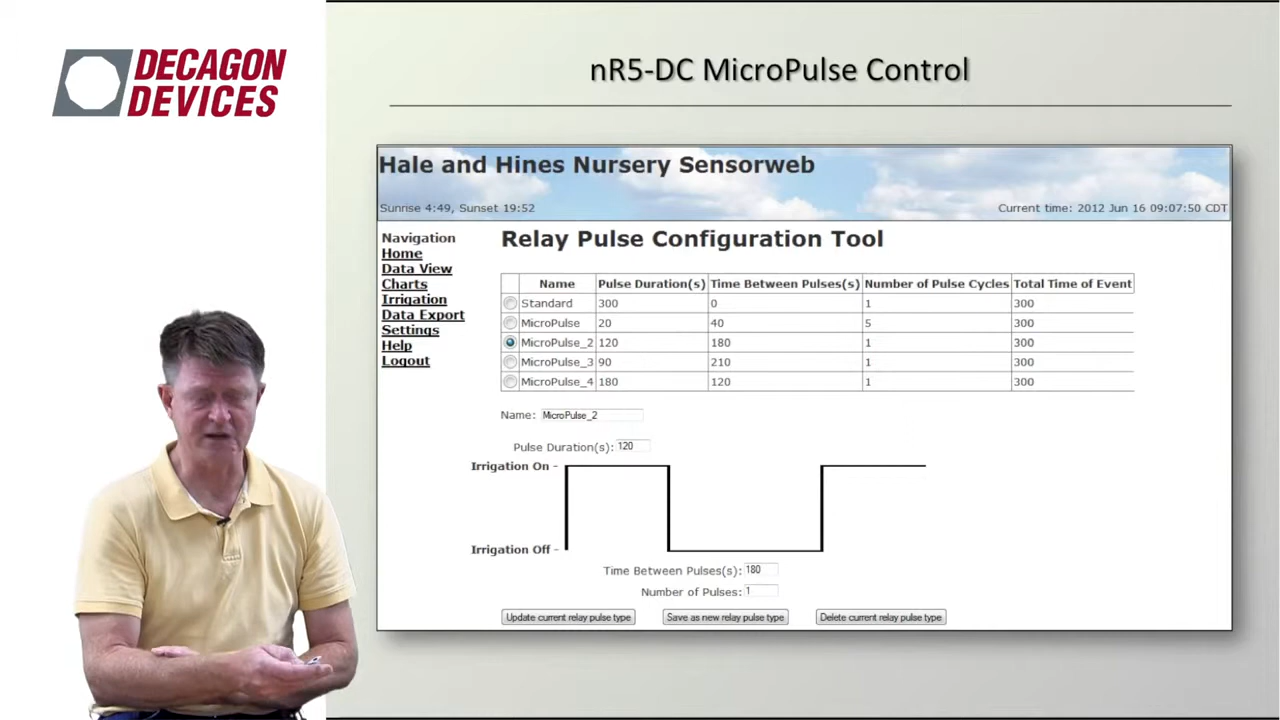 DECAGON
DEVICES
nR5-DC MicroPulse Control
Hale and Hines Nursery Sensorweb
Sunrise 4:49, Sunset 19:52
Current time: 2012 Jun 16 09:07:50 CDT
Navigation
Home
Data View
Charts
Irrigation
Data Export
Settings
Help
Logout
Relay Pulse Configuration Tool
Name Pulse Duration(s) Time Between Pulses(s) Number of Pulse Cycles Total Time of Event
Standard 300 0 1 300
MicroPulse 20 40 5 300
MicroPulse_2 120 180 1 300
MicroPulse_3 90 210 1 300
MicroPulse_4 180 120 1 300
Name: MicroPulse_2
Pulse Duration(s): 120
Irrigation On -
Irrigation Off -
Time Between Pulses(s): 180
Number of Pulses: 1
Update current relay pulse type Save as new relay pulse type Delete current relay pulse type